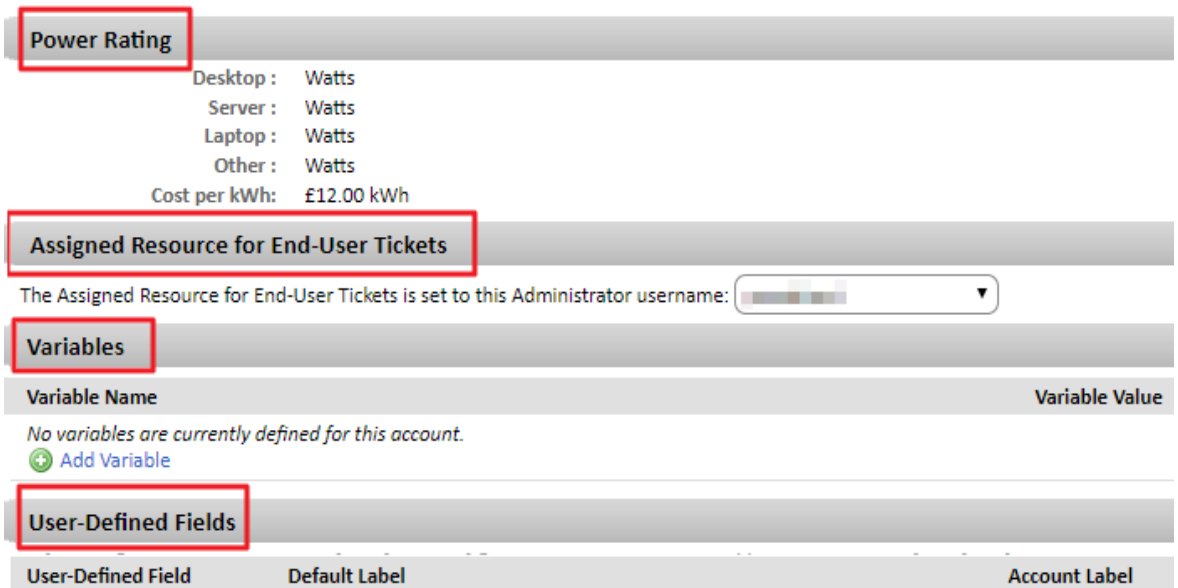 Power Rating
Desktop : Watts
Server : Watts
Laptop : Watts
Other : Watts
Cost per kWh: £12.00 kWh
Assigned Resource for End-User Tickets
The Assigned Resource for End-User Tickets is set to this Administrator username:
Variables
Variable Name Variable Value
No variables are currently defined for this account.
Add Variable
User-Defined Fields
User-Defined Field Default Label Account Label